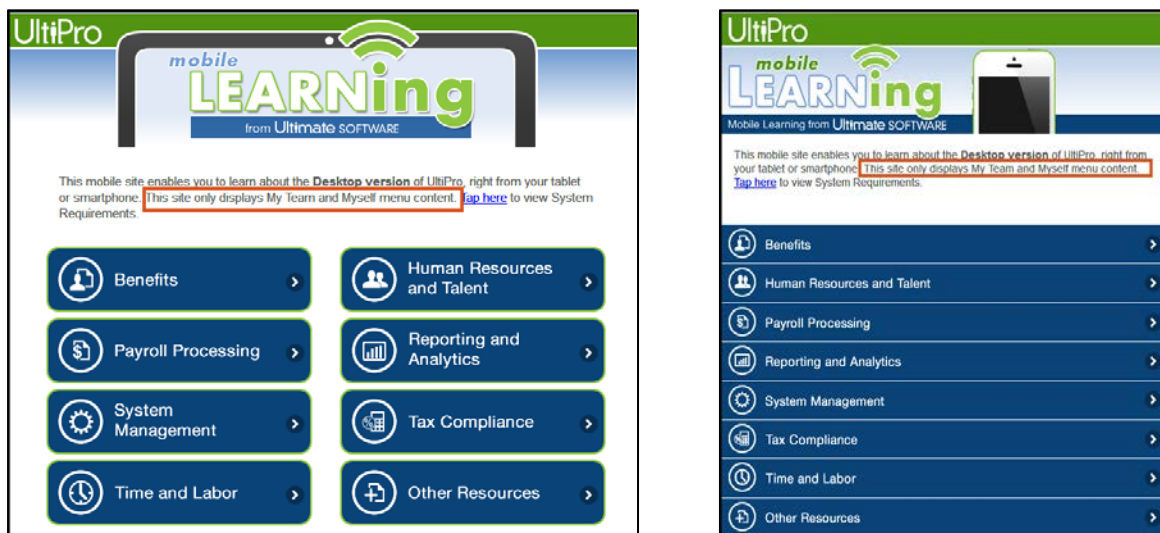 UltiPro
mobile
LEARNing
from Ultimate SOFTWARE
This mobile site enables you to learn about the Desktop version of UltiPro, right from your tablet
or smartphone. This site only displays My Team and Myself menu content. Tap here to view System
Requirements.
Benefits
Human Resources
and Talent
Payroll Processing
Reporting and
Analytics
System
Management
Tax Compliance
Time and Labor
Other Resources
UltiPro
mobile
LEARNing
Mobile Learning from Ultimate SOFTWARE
This mobile site enables you to learn about the Desktop version of UltiPro, right from
your tablet or smartphone. This site only displays My Team and Myself menu content.
Tap here to view System Requirements.
Benefits
Human Resources and Talent
Payroll Processing
Reporting and Analytics
System Management
Tax Compliance
Time and Labor
Other Resources